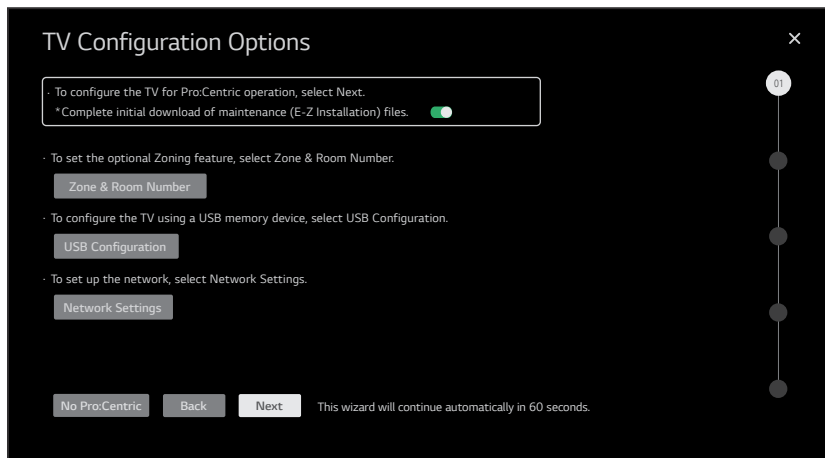 TV Configuration Options
01
· To configure the TV for Pro:Centric operation, select Next.
*Complete initial download of maintenance (E-Z Installation) files.
· To set the optional Zoning feature, select Zone & Room Number.
Zone & Room Number
· To configure the TV using a USB memory device, select USB Configuration.
USB Configuration
· To set up the network, select Network Settings.
Network Settings
No Pro:Centric Back Next This wizard will continue automatically in 60 seconds.